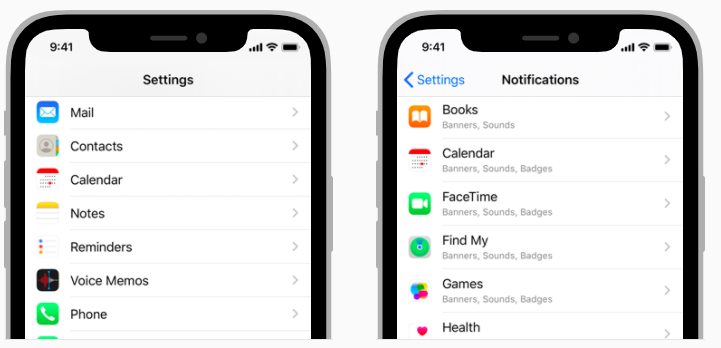 9:41
Settings
Mail
Contacts
Calendar
Notes
Reminders
Voice Memos
Phone
9:41
Settings
Notifications
Books
Banners, Sounds
Calendar
Banners, Sounds, Badges
FaceTime
Banners, Sounds, Badges
Find My
Banners, Sounds, Badges
Games
Banners, Sounds, Badges
Health